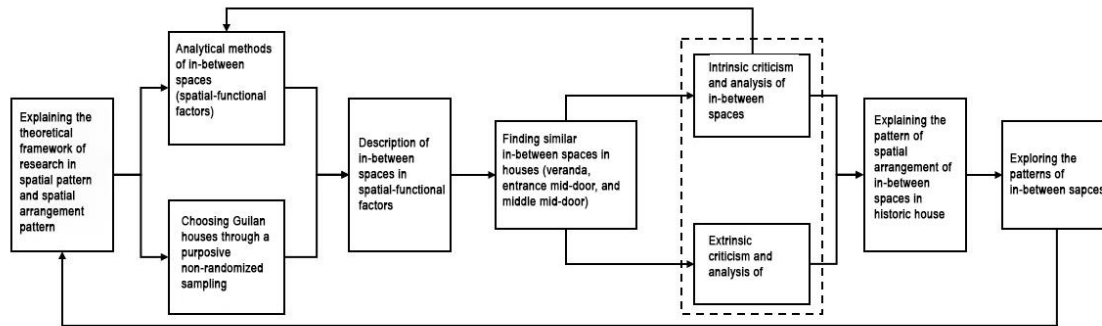 Explaining the
theoretical
framework of
research in
spatial pattern
and spatial
arrangement
pattern
Analytical methods
of in-between
spaces
(spatial-functional
factors)
Choosing Guilan
houses through a
purposive
non-randomized
sampling
Description of
in-between
spaces in
spatial-functional
factors
Finding similar
in-between spaces in
houses (veranda,
entrance mid-door, and
middle mid-door)
Intrinsic criticism
and analysis of
in-between
spaces
Extrinsic
criticism and
analysis of
Explaining the
pattern of
spatial
arrangement of
in-between
spaces in
historic house
Exploring the
patterns of
in-between sapces